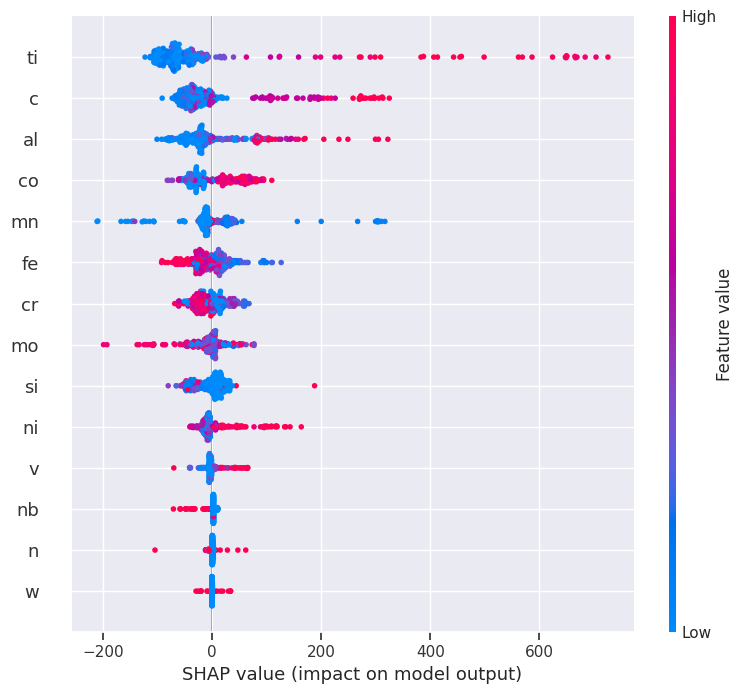 High
ti
c
al
co
mn
fe
cr
mo
si
ni
v
nb
n
w
Feature value
Low
−200 0 200 400 600
SHAP value (impact on model output)